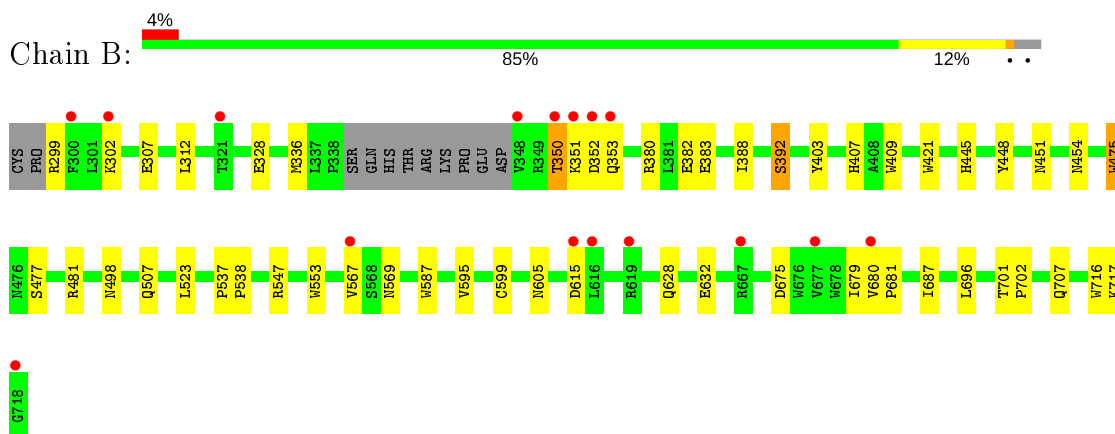 4%
Chain B:
85% 12% • •
CYS PRO R299 F300 L301 K302 E307 L312 T321 E328 M336 L337 P338 SER GLN HIS THR ARG LYS PRO GLU ASP V348 R349 T350 K351 D352 Q353 R380 L381 E382 E383 I388 S392 Y403 H407 A408 W409 W421 H445 Y448 N451 N454 W475
N476 S477 R481 N498 Q507 L523 P537 P538 R547 W553 V567 S568 N569 W587 V595 C599 N605 D615 L616 R619 Q628 E632 R667 D675 W676 V677 W678 I679 V680 P681 I687 L696 T701 P702 Q707 W716 K717
G718